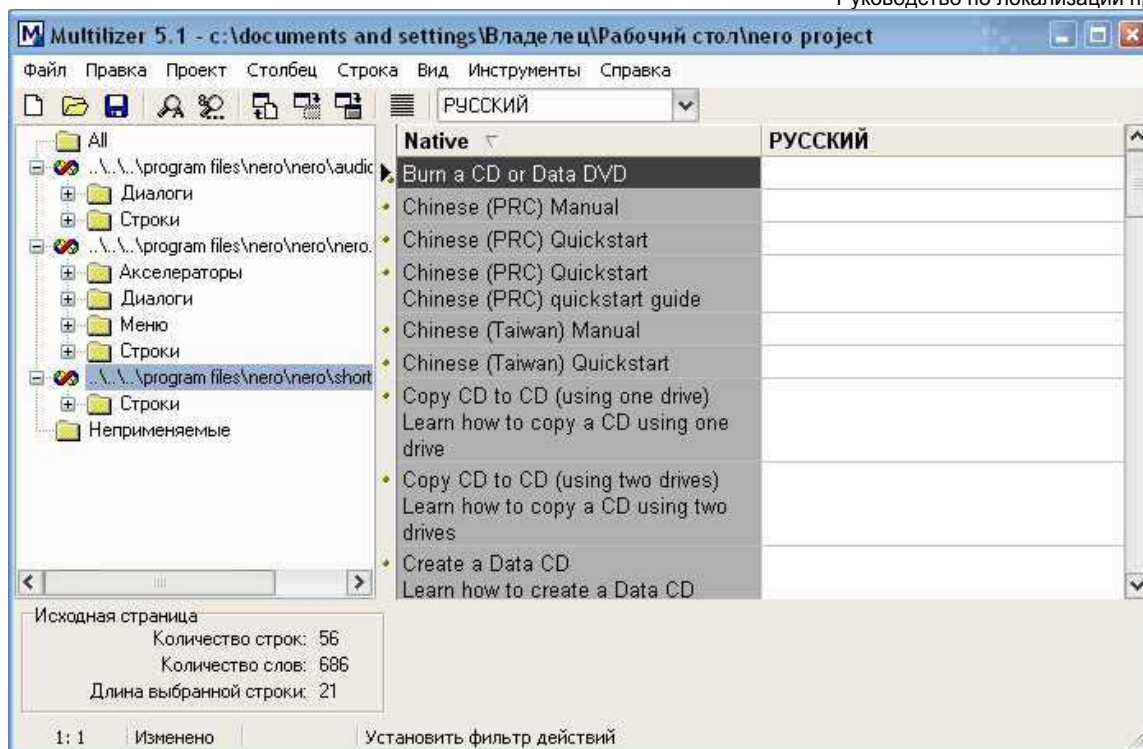 Руководство по локализации п
Multilizer 5.1 - c:\documents and settings\Владелец\Рабочий стол\nero project
Файл Правка Проект Столбец Строка Вид Инструменты Справка
РУССКИЙ
All
..\..\..\program files\nero\nero\audio
Диалоги
Строки
..\..\..\program files\nero\nero\nero.
Акселераторы
Диалоги
Меню
Строки
..\..\..\program files\nero\nero\short
Строки
Неприменяемые
Native РУССКИЙ
Burn a CD or Data DVD
Chinese (PRC) Manual
Chinese (PRC) Quickstart
Chinese (PRC) Quickstart
Chinese (PRC) quickstart guide
Chinese (Taiwan) Manual
Chinese (Taiwan) Quickstart
Copy CD to CD (using one drive)
Learn how to copy a CD using one
drive
Copy CD to CD (using two drives)
Learn how to copy a CD using two
drives
Create a Data CD
Learn how to create a Data CD
Исходная страница
Количество строк: 56
Количество слов: 686
Длина выбранной строки: 21
1: 1 Изменено Установить фильтр действий